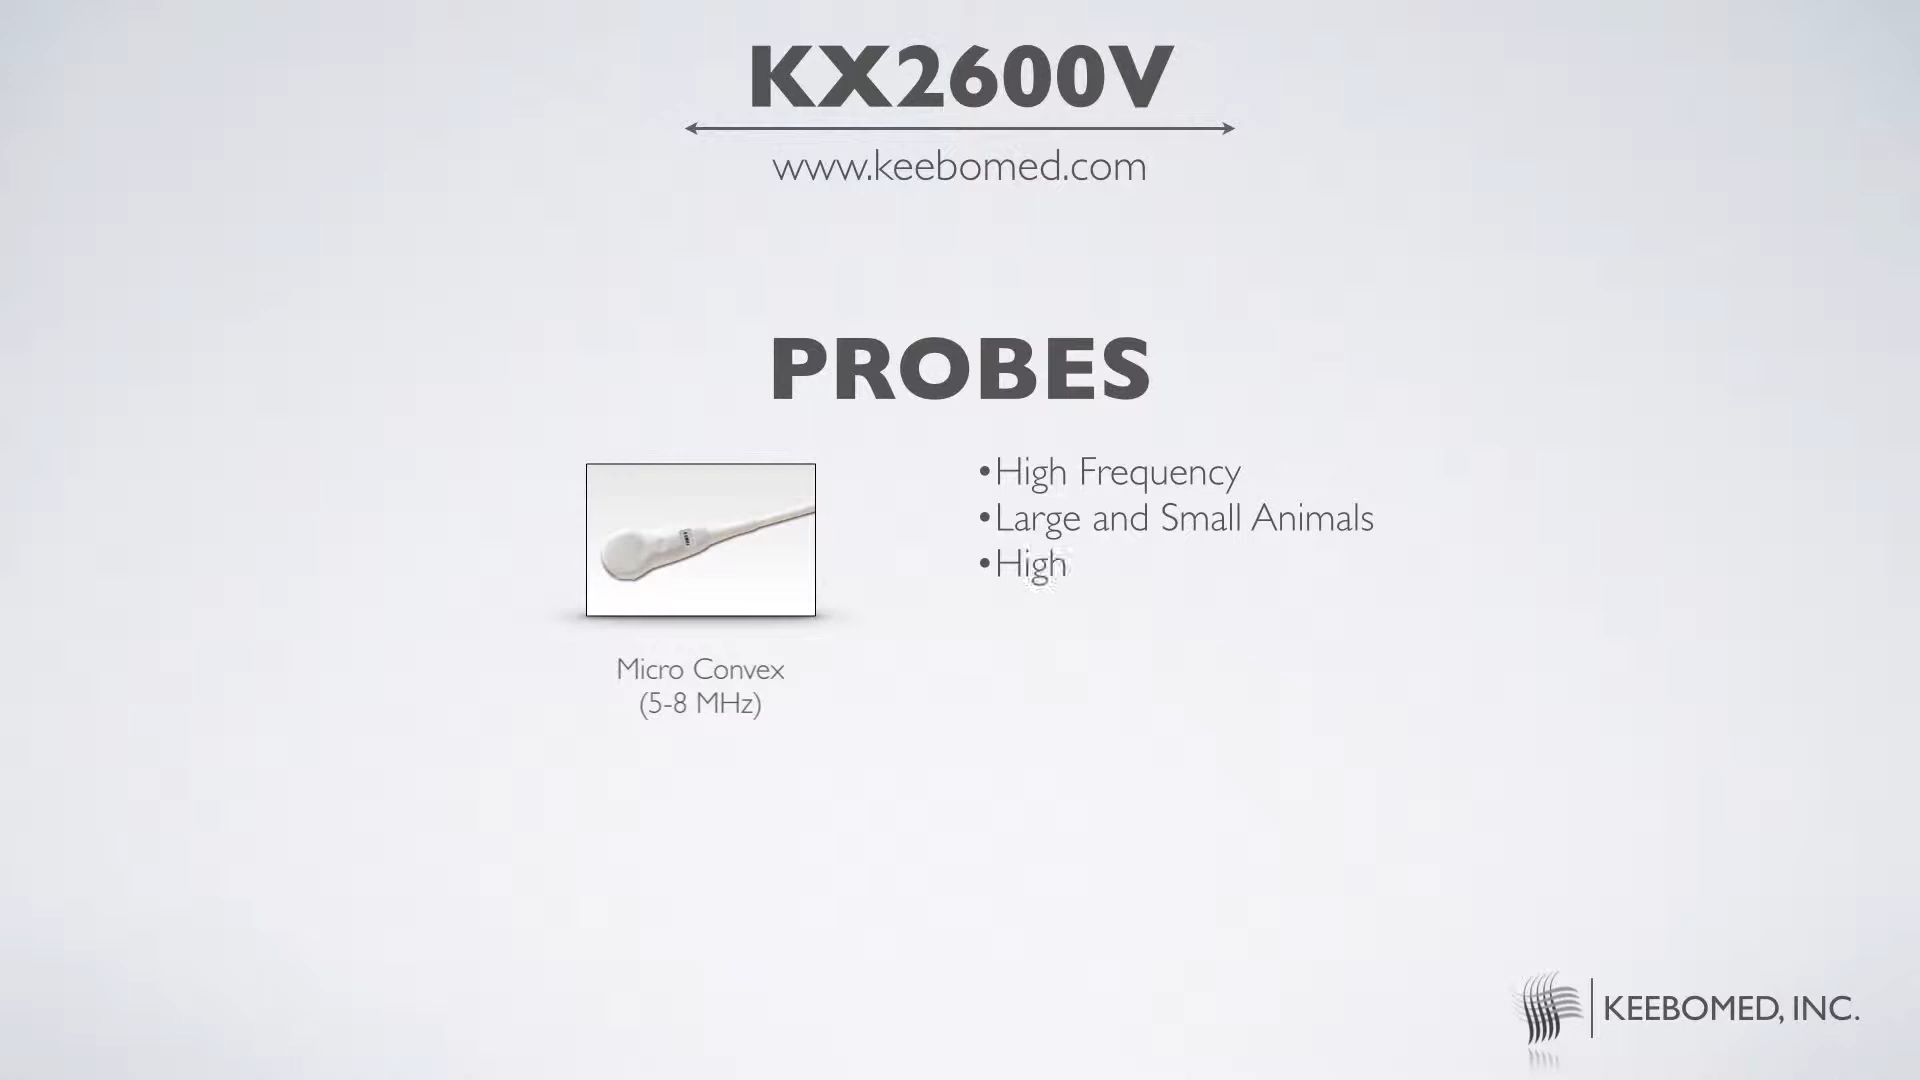 KX2600V
www.keebomed.com
PROBES
•High Frequency
•Large and Small Animals
•High
Micro Convex
(5-8 MHz)
KEEBOMED, INC.